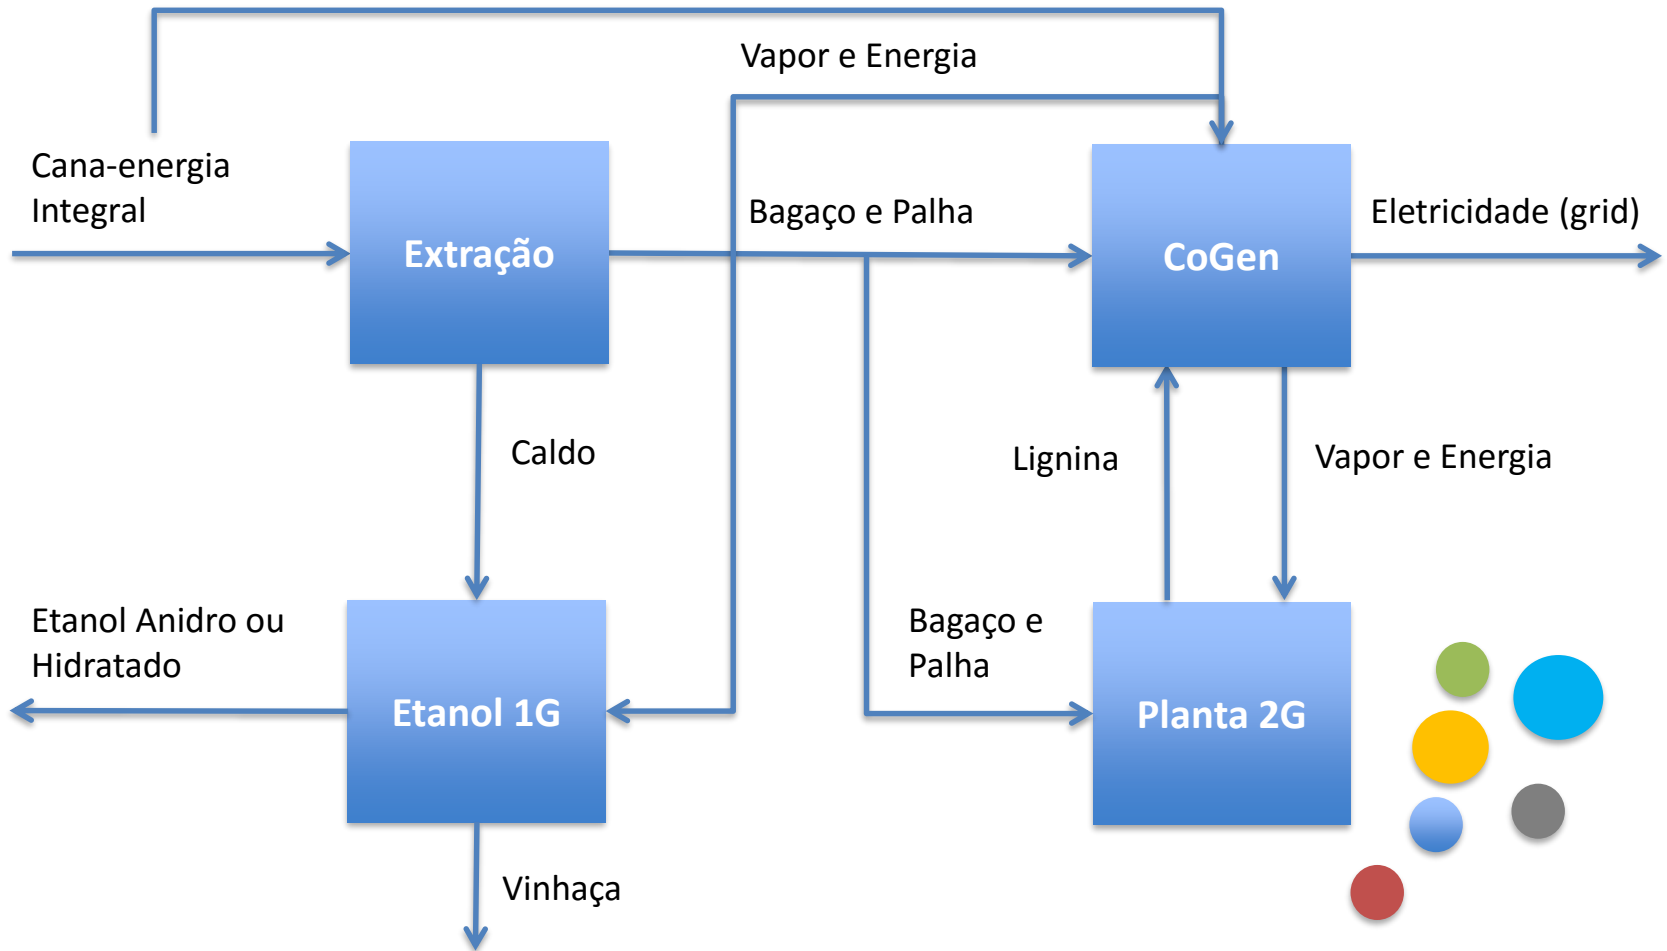 Vapor e Energia
Cana-energia
Integral
Extração
Bagaço e Palha
CoGen
Eletricidade (grid)
Caldo
Lignina
Vapor e Energia
Etanol Anidro ou
Hidratado
Etanol 1G
Bagaço e
Palha
Planta 2G
Vinhaça